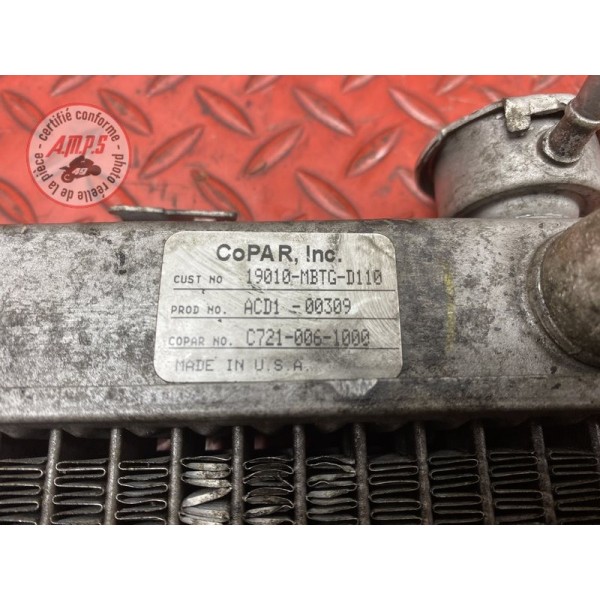 certifié conforme
A.M.P.S
photo réelle de la pièce
CoPAR, Inc.
CUST NO 19010-MBTG-D110
PROD NO. ACD1 -00309
COPAR NO. C721-006-1000
MADE IN U.S.A.